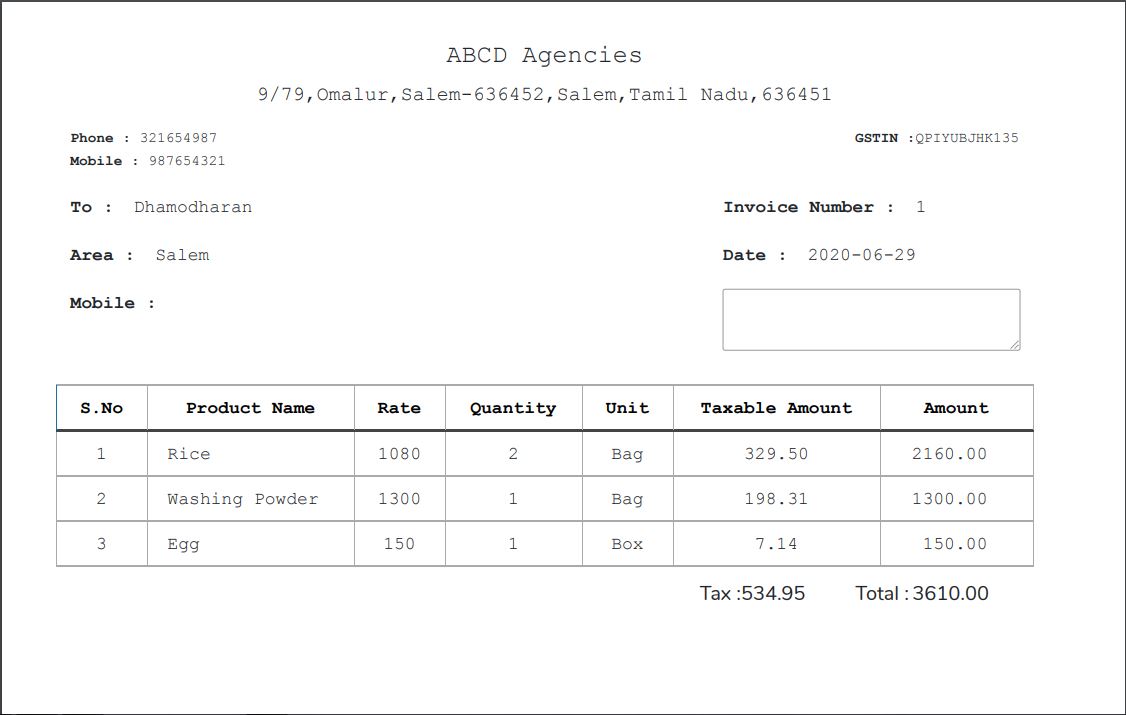 ABCD Agencies
9/79,Omalur,Salem-636452,Salem,Tamil Nadu,636451
Phone : 321654987 GSTIN :QPIYUBJHK135
Mobile : 987654321
To : Dhamodharan Invoice Number : 1
Area : Salem Date : 2020-06-29
Mobile :
S.No Product Name Rate Quantity Unit Taxable Amount Amount
1 Rice 1080 2 Bag 329.50 2160.00
2 Washing Powder 1300 1 Bag 198.31 1300.00
3 Egg 150 1 Box 7.14 150.00
Tax :534.95 Total : 3610.00